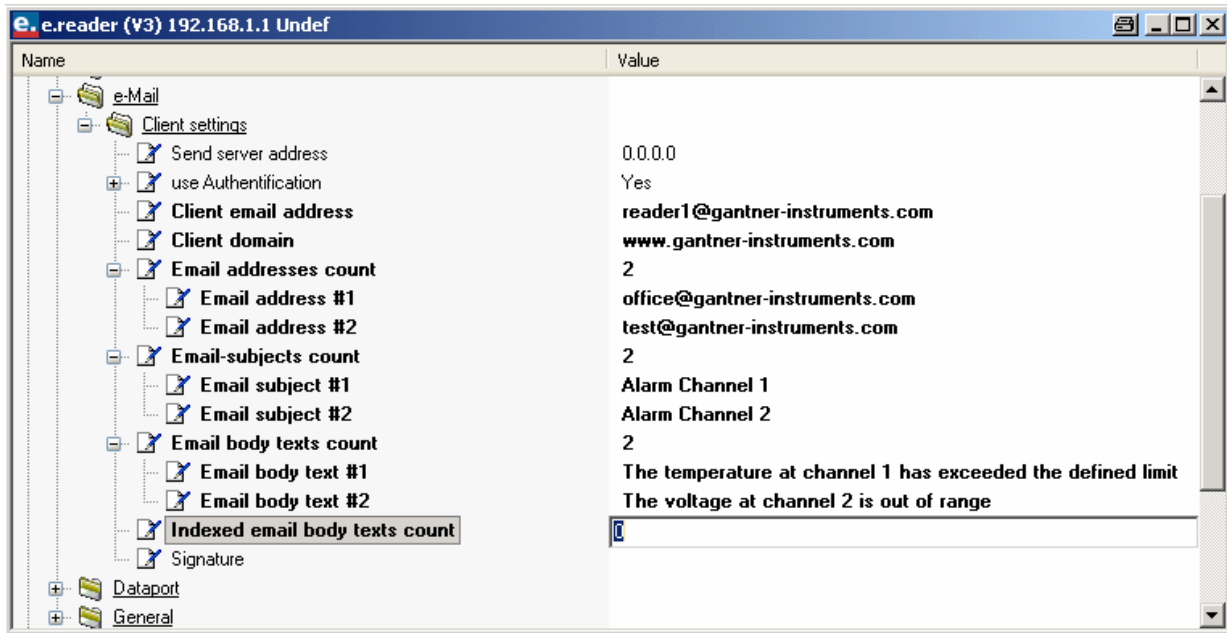 e. e.reader (V3) 192.168.1.1 Undef
Name Value
e-Mail
Client settings
Send server address 0.0.0.0
use Authentification Yes
Client email address reader1@gantner-instruments.com
Client domain www.gantner-instruments.com
Email addresses count 2
Email address #1 office@gantner-instruments.com
Email address #2 test@gantner-instruments.com
Email-subjects count 2
Email subject #1 Alarm Channel 1
Email subject #2 Alarm Channel 2
Email body texts count 2
Email body text #1 The temperature at channel 1 has exceeded the defined limit
Email body text #2 The voltage at channel 2 is out of range
Indexed email body texts count 0
Signature
Dataport
General